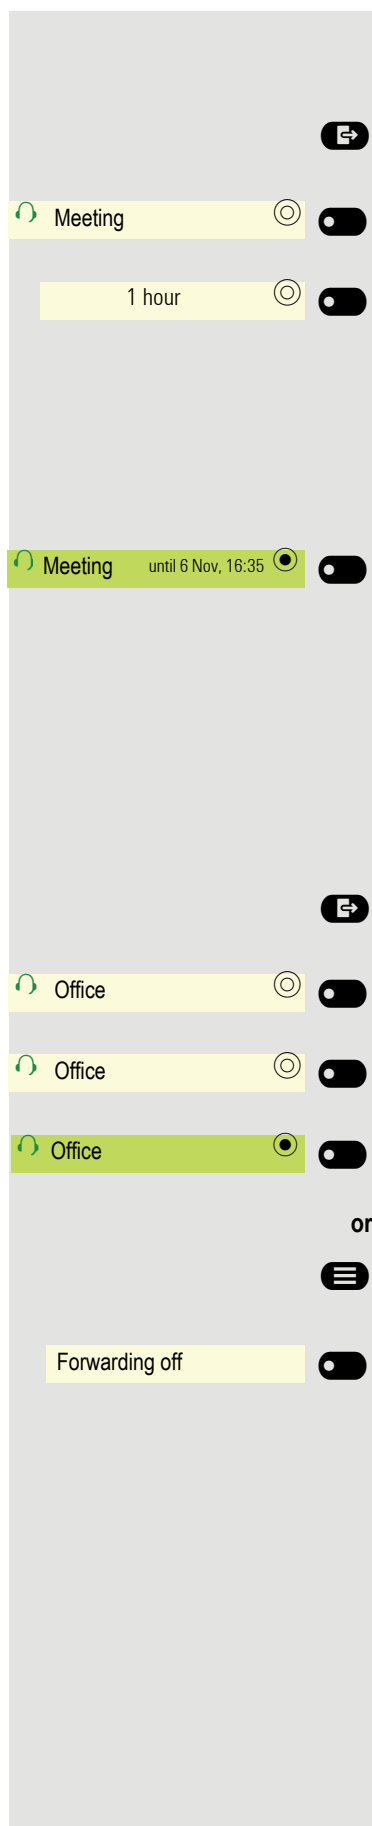 Meeting
1 hour
Meeting until 6 Nov, 16:35
Office
Office
Office
or
Forwarding off